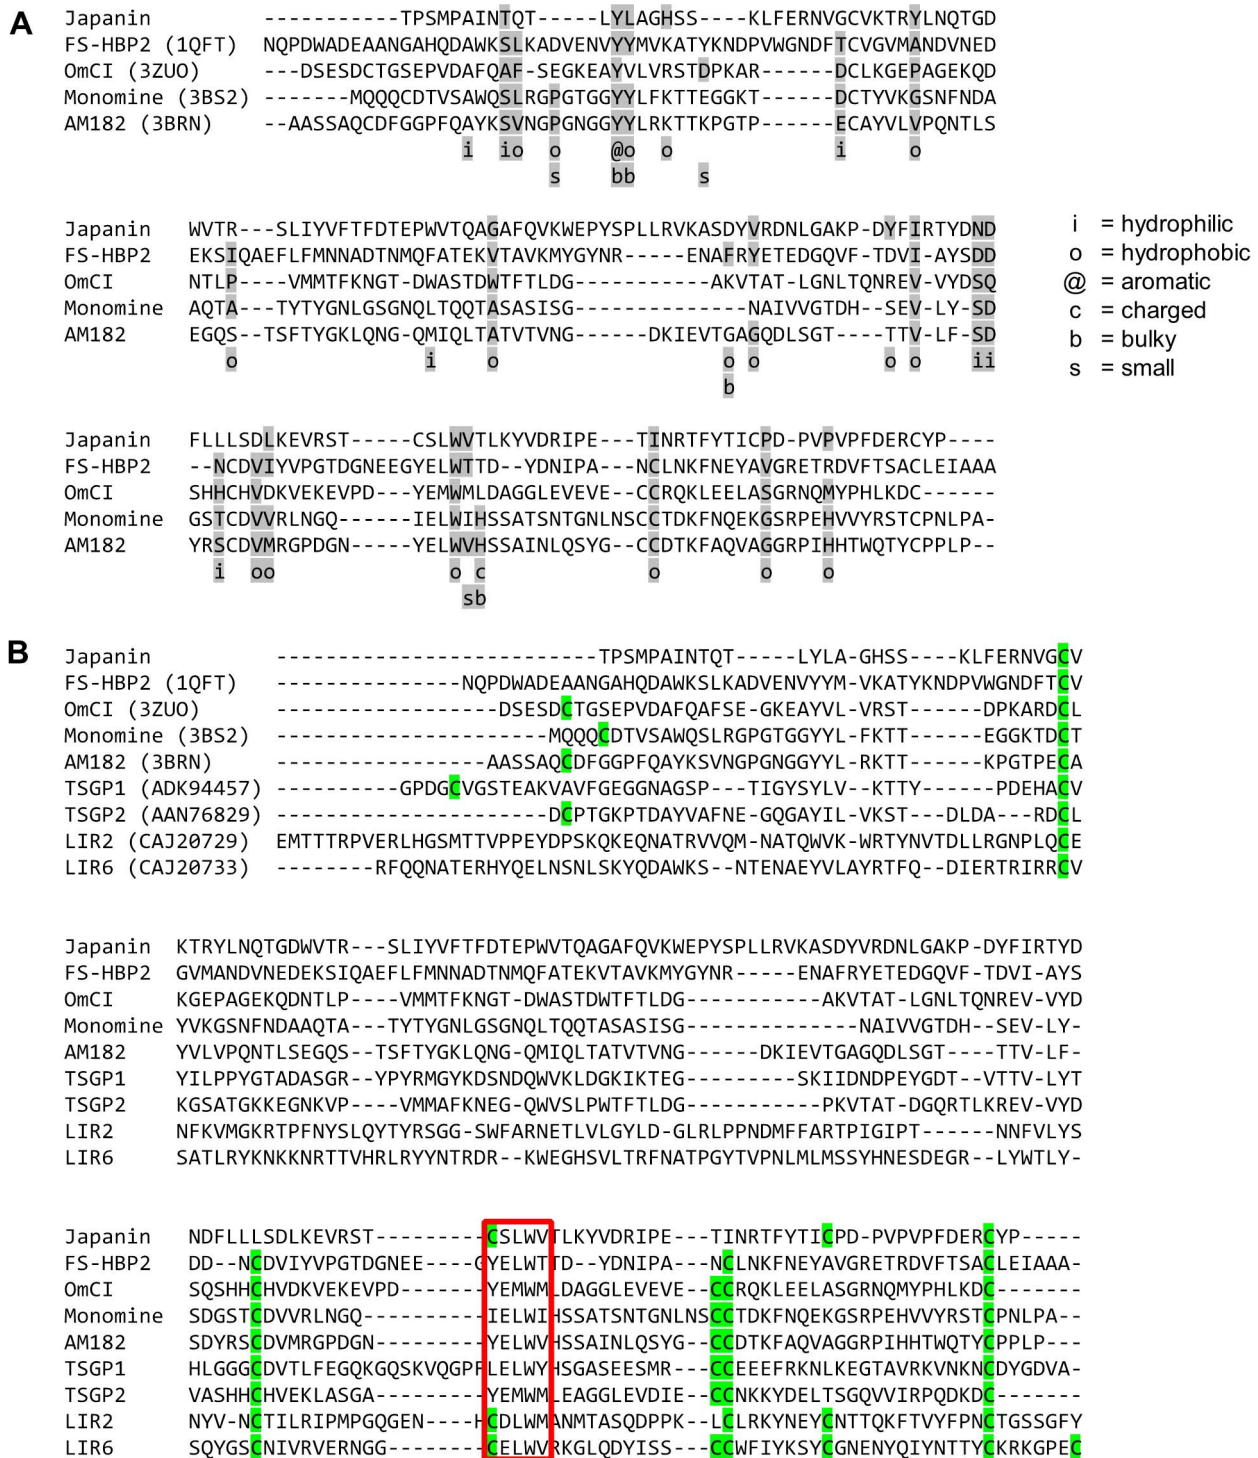 A
Japanin -----------TPSMPAINTQT-----LYLAGHSS----KLFERNVGCVKTRYLNQTGD
FS-HBP2 (1QFT) NQPDWADEAANGAHQDAWKSLKADVENVYYMVKATYKNDPVWGNDFTCVGVMANDVNED
OmCI (3ZUO) ---DSESDCTGSEPVDAFQAF-SEGKEAYVLVRSTDPKAR------DCLKGEPAGEKQD
Monomine (3BS2) -------MQQQCDTVSAWQSLRGPGTGGYYLFKTTEGGKT------DCTYVKGSNFNDA
AM182 (3BRN) --AASSAQCDFGGPFQAYKSVNGPGNGGYYLRKTTKPGTP------ECAYVLVPQNTLS
i io o @o o i o
s bb s
Japanin WVTR---SLIYVFTFDTEPWVTQAGAFQVKWEPYSPLLRVKASDYVRDNLGAKP-DYFIRTYDND
FS-HBP2 EKSIQAEFLFMNNADTNMQFATEKVTAVKMYGYNR-----ENAFRYETEDGQVF-TDVI-AYSDD
OmCI NTLP----VMMTFKNGT-DWASTDWTFTLDG-----------AKVTAT-LGNLTQNREV-VYDSQ
Monomine AQTA---TYTYGNLGSGNQLTQQTASASISG--------------NAIVVGTDH--SEV-LY-SD
AM182 EGQS--TSFTYGKLQNG-QMIQLTATVTVNG------DKIEVTGAGQDLSGT----TTV-LF-SD
o i o o o o o ii
b
i = hydrophilic
o = hydrophobic
@ = aromatic
c = charged
b = bulky
s = small
Japanin FLLLSDLKEVRST-----CSLWVTLKYVDRIPE---TINRTFYTICPD-PVPVPFDERCYP----
FS-HBP2 --NCDVIYVPGTDGNEEGYELWTTD--YDNIPA---NCLNKFNEYAVGRETRDVFTSACLEIAAA
OmCI SHHCHVDKVEKEVPD---YEMWMLDAGGLEVEVE--CCRQKLEELASGRNQMYPHLKDC------
Monomine GSTCDVVRLNGQ------IELWIHSSATSNTGNLNSCCTDKFNQEKGSRPEHVVYRSTCPNLPA-
AM182 YRSCDVMRGPDGN-----YELWVHSSAINLQSYG--CCDTKFAQVAGGRPIHHTWQTYCPPLP--
i oo o c o o o
sb
B
Japanin --------------------------TPSMPAINTQT-----LYLA-GHSS----KLFERNVGCV
FS-HBP2 (1QFT) ---------------NQPDWADEAANGAHQDAWKSLKADVENVYYM-VKATYKNDPVWGNDFTCV
OmCI (3ZUO) ------------------DSESDCTGSEPVDAFQAFSE-GKEAYVL-VRST-----DPKARDCL
Monomine (3BS2) ----------------------MQQQCDTVSAWQSLRGPGTGGYYL-FKTT-----EGGKTDCT
AM182 (3BRN) -----------------AASSAQCDFGGPFQAYKSVNGPGNGGYYL-RKTT-----KPGTPECA
TSGP1 (ADK94457) ----------GPDGCVGSTEAKVAVFGEGGNAGSP---TIGYSYLV--KTTY-----PDEHACV
TSGP2 (AAN76829) ----------------------DCPTGKPTDAYVAFNE-GQGAYIL-VKST---DLDA--RDCL
LIR2 (CAJ20729) EMTTTRPVERLHGSMTTVPPEYDPSKQKEQNATRVVQM-NATQWVK-WRTYNVTDLLRGNPLQCE
LIR6 (CAJ20733) --------RFQQNATERHYQELNSNLSKYQDAWKS--NTENAEYVLAYRTFQ--DIERTRIRRCV
Japanin KTRYLNQTGDWVTR---SLIYVFTFDTEPWVTQAGAFQVKWEPYSPLLRVKASDYVRDNLGAKP-DYFIRTYD
FS-HBP2 GVMANDVNEDEKSIQAEFLFMNNADTNMQFATEKVTAVKMYGYNR-----ENAFRYETEDGQVF-TDVI-AYS
OmCI KGEPAGEKQDNTLP----VMMTFKNGT-DWASTDWTFTLDG-----------AKVTAT-LGNLTQNREV-VYD
Monomine YVKGSNFNDAAQTA---TYTYGNLGSGNQLTQQTASASISG--------------NAIVVGTDH--SEV-LY-
AM182 YVLVPQNTLSEGQS--TSFTYGKLQNG-QMIQLTATVTVNG------DKIEVTGAGQDLSGT----TTV-LF-
TSGP1 YILPPYGTADASGR---YPYRMGYKDSNDQWVKLDGKIKTEG---------SKIIDNDPEYGDT--VTTV-LYT
TSGP2 KGSATGKKEGNKVP----VMMAFKNEG-QWVSLPWTFTLDG-----------PKVTAT-DGQRTLKREV-VYD
LIR2 NFKVMGKRTPFNYSLQYTYRSGG-SWFARNETLVLGYLD-GLRLPPNDMFFARTPIGIPT------NNFVLYS
LIR6 SATLRYKNKKNRTTVHRLRYYNTRDR--KWEGHSVLTRFNATPGYTVPNLMLMSSYHNESDEGR--LYWTLY-
Japanin NDFLLLSDLKEVRST---------CSLWVTLKYVDRIPE---TINRTFYTICPD-PVPVPFDERCYP-----
FS-HBP2 DD--NCDVIYVPGTDGNEE----GYELWTTD--YDNIPA---NCLNKFNEYAVGRETRDVFTSACLEIAAA-
OmCI SQSHHCHVDKVEKEVPD-------YEMWMLDAGGLEVEVE--CCRQKLEELASGRNQMYPHLKDC-------
Monomine SDGSTCDVVRLNGQ----------IELWIHSSATSNTGNLNSCCTDKFNQEKGSRPEHVVYRSTCPNLPA--
AM182 SDYRSCDVMRGPDGN---------YELWVHSSAINLQSYG--CCDTKFAQVAGGRPIHHTWQTYCPPLP---
TSGP1 HLGGGCDVTLFEGQKGQSKVQGPFLELWYHSGASEESMR---CCEEEFRKNLKEGTAVRKVNKNCDYGDVA-
TSGP2 VASHHCHVEKLASGA---------YEMWMLEAGGLEVDIE--CCNKKYDELTSGQVVIRPQDKDC-------
LIR2 NYV-NCTILRIPMPGQGEN----HCDLWMANMTASQDPPK--LCLRKYNEYCNTTQKFTVYFPNCTGSSGFY
LIR6 SQYGSCNIVRVERNGG--------CELWVRKGLQDYISS---CCWFIYKSYCGNENYQIYNTTYCKRKGPEC